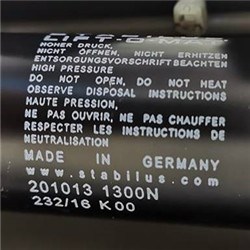 LIFT-O-MAT
HOHER DRUCK,
NICHT ÖFFNEN, NICHT ERHITZEN
ENTSORGUNGSVORSCHRIFT BEACHTEN
HIGH PRESSURE
DO NOT OPEN, DO NOT HEAT
OBSERVE DISPOSAL INSTRUCTIONS
HAUTE PRESSION,
NE PAS OUVRIR, NE PAS CHAUFFER
RESPECTER LES INSTRUCTIONS DE
NEUTRALISATION
MADE IN GERMANY
www.stabilus.com
201013 1300N
232/16 K00